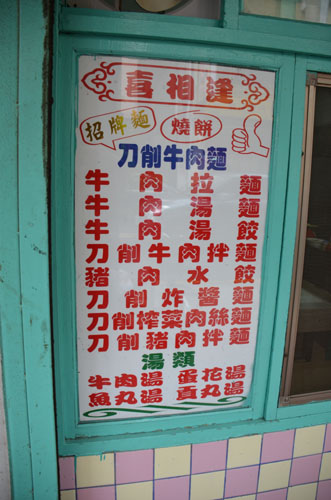 喜相逢
招牌麵 燒餅
刀削牛肉麵
牛肉拉麵
牛肉湯麵
牛肉湯餃
刀削牛肉拌麵
豬肉水餃
刀削炸醬麵
刀削榨菜肉絲麵
刀削豬肉拌麵
湯類
牛肉湯 蛋花湯
魚丸湯 貢丸湯